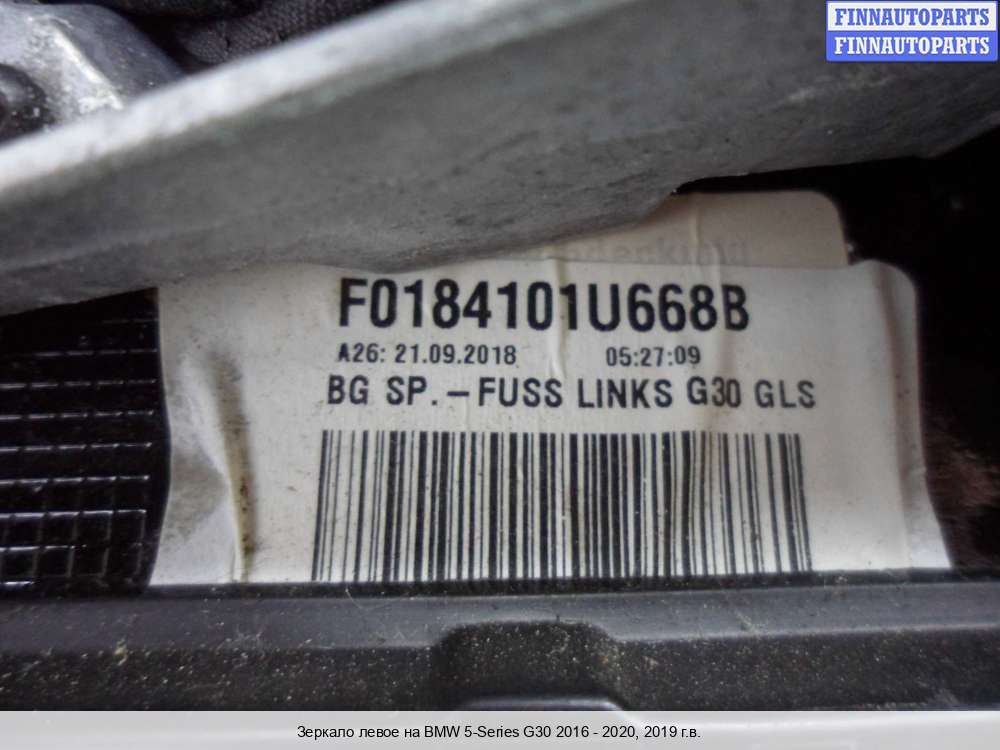 FINNAUTOPARTS
FINNAUTOPARTS
F0184101U668B
A26: 21.09.2018 05:27:09
BG SP.-FUSS LINKS G30 GLS
Зеркало левое на BMW 5-Series G30 2016 - 2020, 2019 г.в.